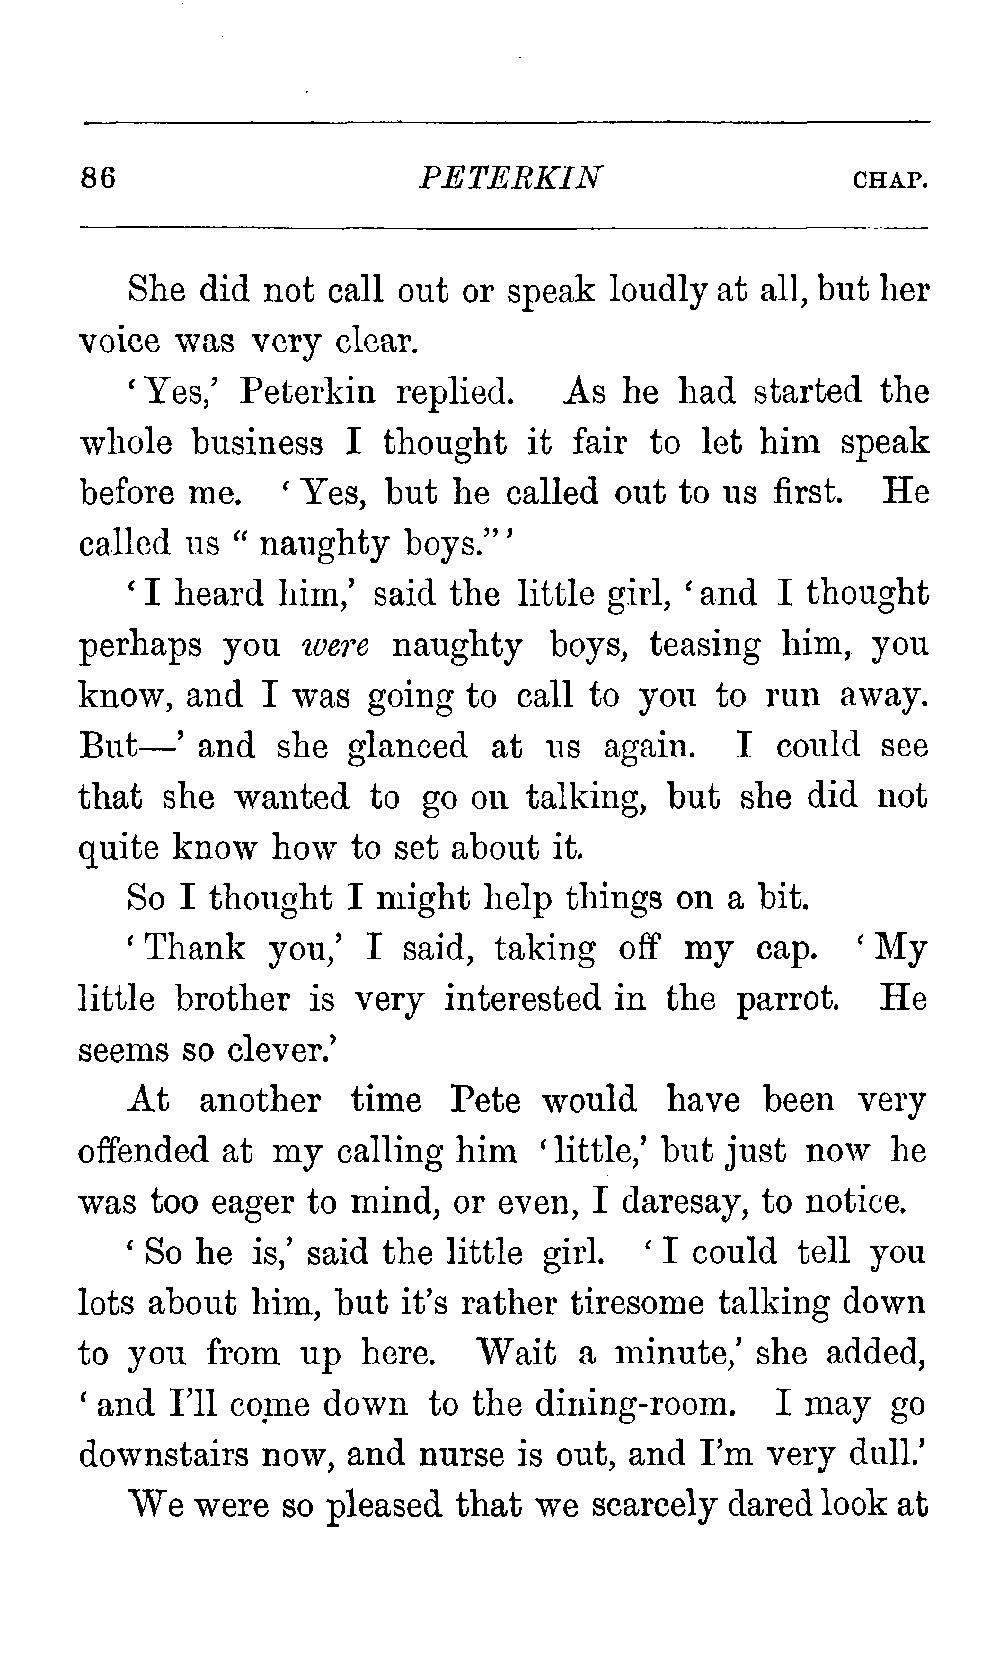 86 PETERKIN CHAP.
She did not call out or speak loudly at all, but her
voice was very clear.
‘Yes,’ Peterkin replied. As he had started the
whole business I thought it fair to let him speak
before me. ‘Yes, but he called out to us first. He
called us “naughty boys.”’
‘I heard him,’ said the little girl, ‘and I thought
perhaps you were naughty boys, teasing him, you
know, and I was going to call to you to run away.
But—’ and she glanced at us again. I could see
that she wanted to go on talking, but she did not
quite know how to set about it.
So I thought I might help things on a bit.
‘Thank you,’ I said, taking off my cap. ‘My
little brother is very interested in the parrot. He
seems so clever.’
At another time Pete would have been very
offended at my calling him ‘little,’ but just now he
was too eager to mind, or even, I daresay, to notice.
‘So he is,’ said the little girl. ‘I could tell you
lots about him, but it’s rather tiresome talking down
to you from up here. Wait a minute,’ she added,
‘and I’ll come down to the dining-room. I may go
downstairs now, and nurse is out, and I’m very dull.’
We were so pleased that we scarcely dared look at